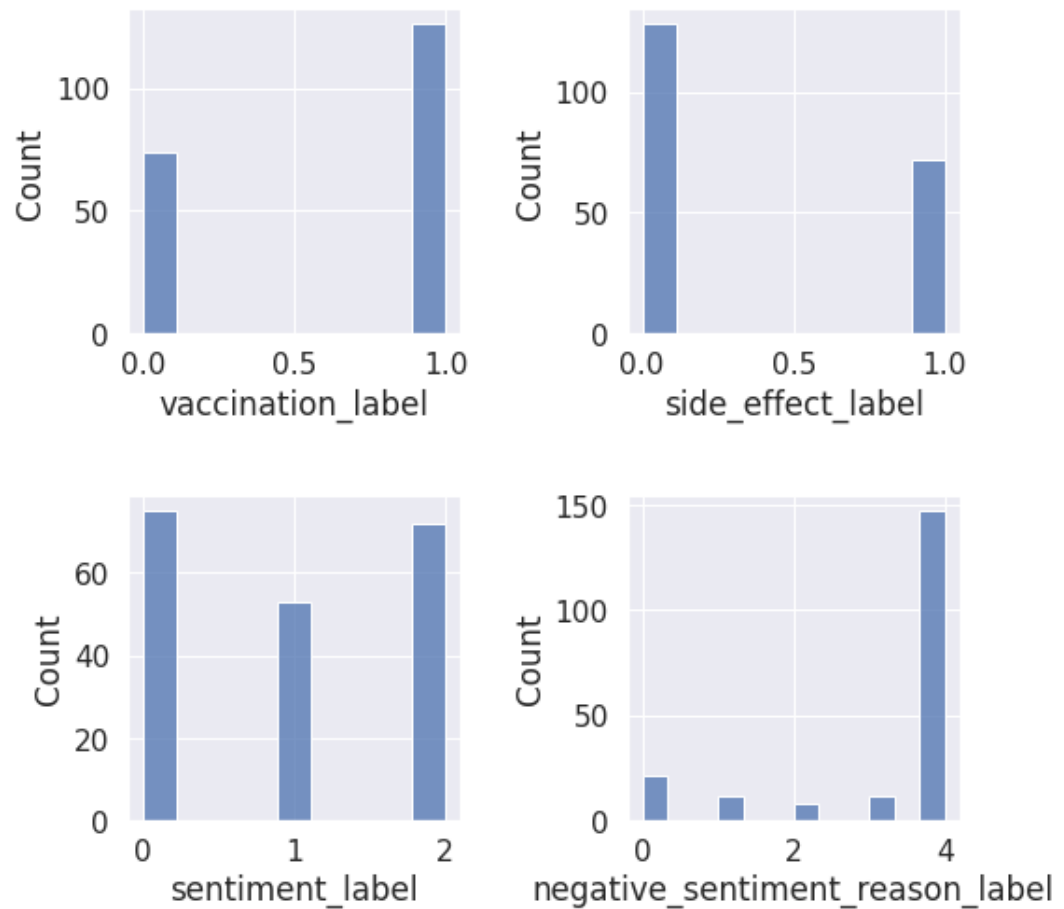 Count
100
50
0
0.0 0.5 1.0
vaccination_label
Count
100
50
0
0.0 0.5 1.0
side_effect_label
Count
60
40
20
0
0 1 2
sentiment_label
Count
150
100
50
0
0 2 4
negative_sentiment_reason_label